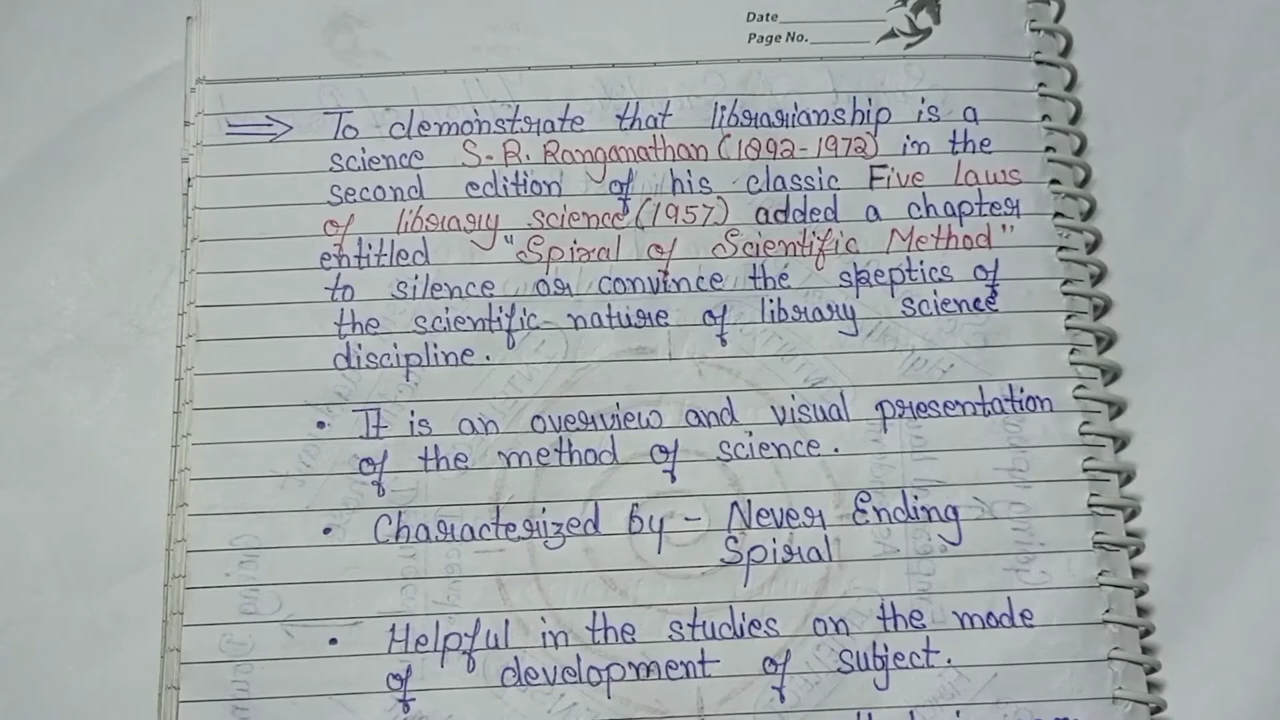 Date
Page No.
⇒ To demonstrate that librarianship is a
science S.R. Ranganathan (1892-1972) in the
second edition of his classic Five laws
of library science (1957) added a chapter
entitled "Spiral of Scientific Method"
to silence or convince the skeptics of
the scientific nature of library science
discipline.
• It is an overview and visual presentation
of the method of science.
• Characterized by - Never Ending
Spiral
• Helpful in the studies on the mode
of development of subject.